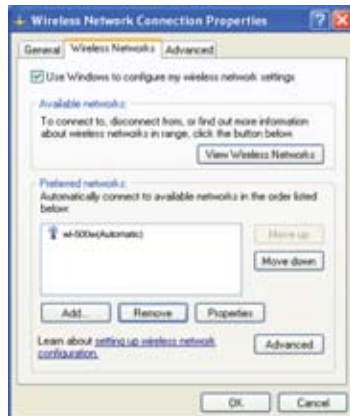 Wireless Network Connection Properties
General Wireless Networks Advanced
Use Windows to configure my wireless network settings
Available networks:
To connect to, disconnect from, or find out more information
about wireless networks in range, click the button below.
View Wireless Networks
Preferred networks:
Automatically connect to available networks in the order listed
below:
wl-500w(Automatic)
Move up
Move down
Add... Remove Properties
Learn about setting up wireless network
configuration.
Advanced
OK Cancel